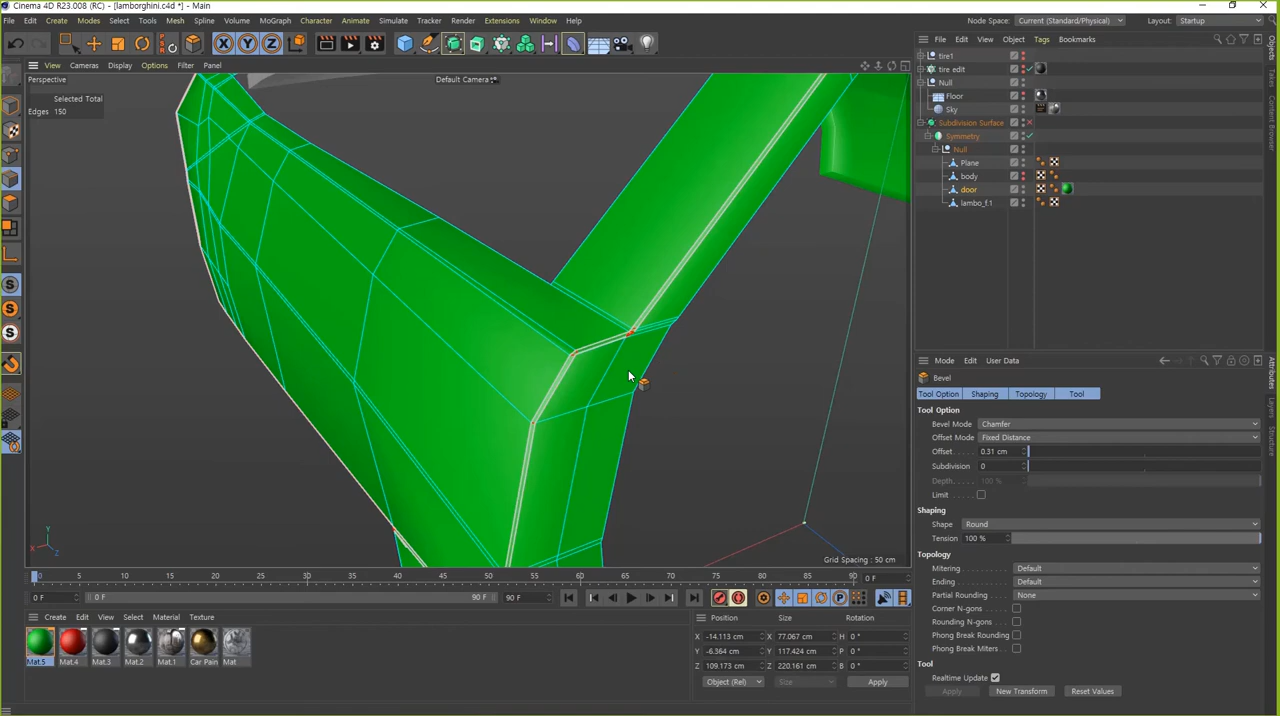 Cinema 4D R23.008 (RC) - [lamborghini.c4d *] - Main
File Edit Create Modes Select Tools Mesh Spline Volume MoGraph Character Animate Simulate Tracker Render Extensions Window Help
Node Space: Current (Standard/Physical) Layout: Startup
X Y Z
PSR
View Cameras Display Options Filter Panel
Perspective
Default Camera
Selected Total
Edges 150
Grid Spacing : 50 cm
File Edit View Object Tags Bookmarks
tire1
tire edit
Null
Floor
Sky
Subdivision Surface
Symmetry
Null
Plane
body
door
lambo_f.1
Objects
Takes
Content Browser
Mode Edit User Data
Bevel
Tool Option Shaping Topology Tool
Tool Option
Bevel Mode Chamfer
Offset Mode Fixed Distance
Offset 0.31 cm
Subdivision 0
Depth 100 %
Limit
Shaping
Shape Round
Tension 100 %
Topology
Mitering Default
Ending Default
Partial Rounding None
Corner N-gons
Rounding N-gons
Phong Break Rounding
Phong Break Miters
Tool
Realtime Update
Apply New Transform Reset Values
Attributes
Layers
Structure
0 5 10 15 20 25 30 35 40 45 50 55 60 65 70 75 80 85 90 0 F
0 F 0 F 90 F 90 F
Create Edit View Select Material Texture
Mat.5 Mat.4 Mat.3 Mat.2 Mat.1 Car Pain Mat
Position Size Rotation
X -14.113 cm X 77.067 cm H 0 °
Y -6.364 cm Y 117.424 cm P 0 °
Z 109.173 cm Z 220.161 cm B 0 °
Object (Rel) Size Apply